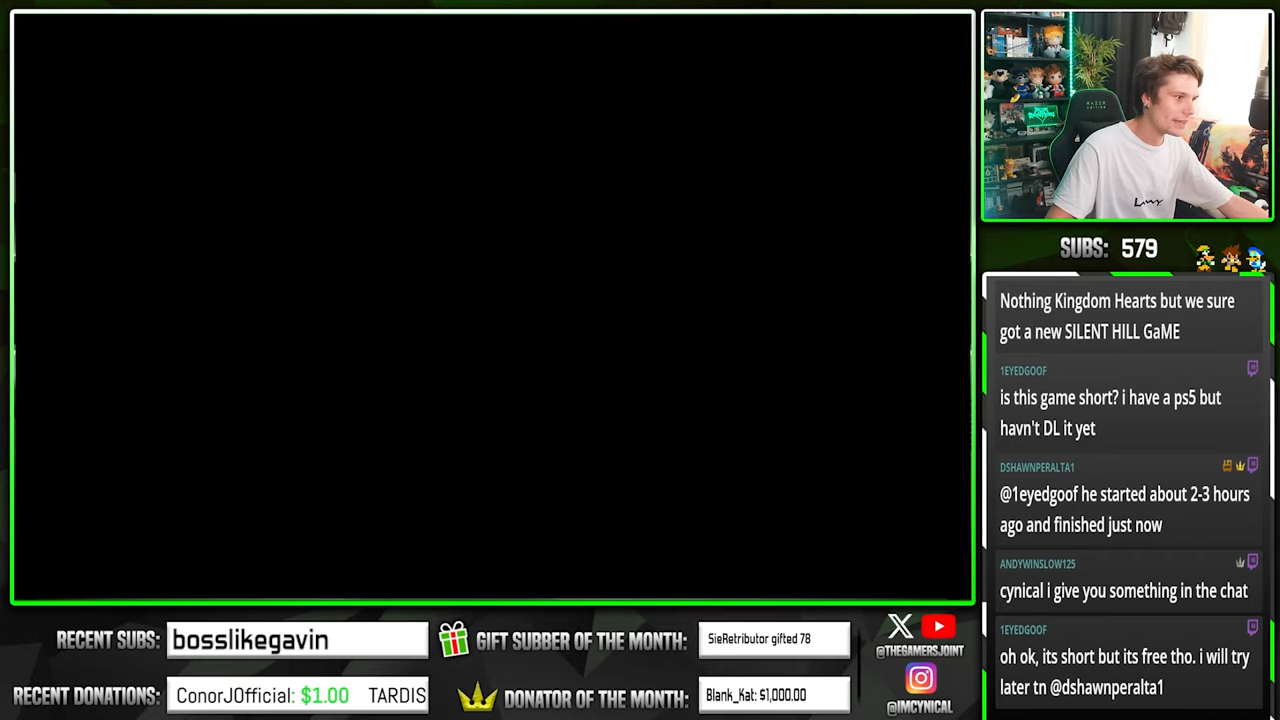 RAZER
EDITION
SUBS: 579
Nothing Kingdom Hearts but we sure
got a new SILENT HILL GaME
1EYEDGOOF
is this game short? i have a ps5 but
havn't DL it yet
DSHAWNPERALTA1
@1eyedgoof he started about 2-3 hours
ago and finished just now
ANDYWINSLOW125
cynical i give you something in the chat
1EYEDGOOF
oh ok, its short but its free tho. i will try
later tn @dshawnperalta1
RECENT SUBS: bosslikegavin
GIFT SUBBER OF THE MONTH: SieRetributor gifted 78
@THEGAMERSJOINT
RECENT DONATIONS: ConorJOfficial: $1.00 TARDIS
DONATOR OF THE MONTH: Blank_Kat: $1,000.00
@IMCYNICAL